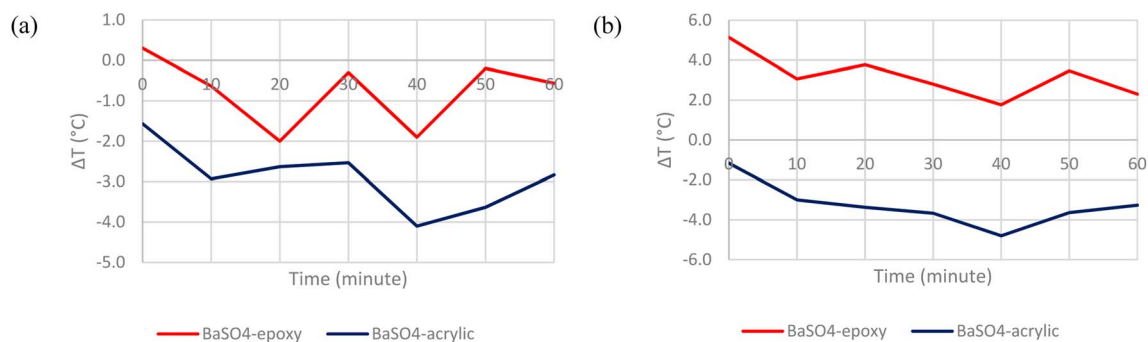 (a)
1.0
0.0
-1.0
-2.0
-3.0
-4.0
-5.0
ΔT (°C)
0 10 20 30 40 50 60
Time (minute)
BaSO4-epoxy BaSO4-acrylic
(b)
6.0
4.0
2.0
0.0
-2.0
-4.0
-6.0
ΔT (°C)
0 10 20 30 40 50 60
Time (minute)
BaSO4-epoxy BaSO4-acrylic